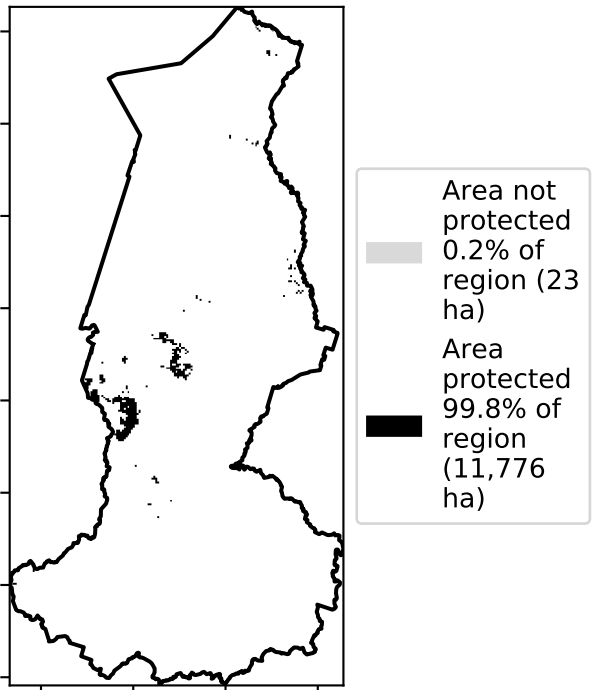 Area not
protected
0.2% of
region (23
ha)
Area
protected
99.8% of
region
(11,776
ha)